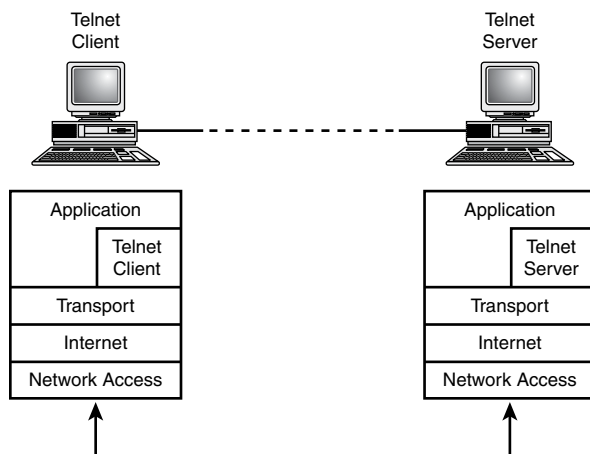 Telnet
Client
Telnet
Server
Application
Telnet
Client
Transport
Internet
Network Access
Application
Telnet
Server
Transport
Internet
Network Access